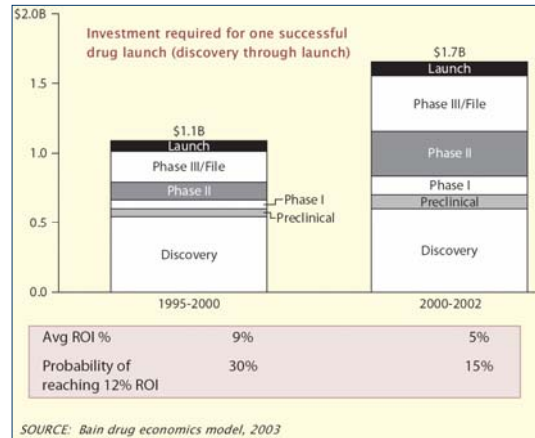 $2.0B
Investment required for one successful
drug launch (discovery through launch)
$1.7B
Launch
1.5
Phase III/File
$1.1B
Launch
1.0
Phase III/File
Phase II
Phase II
Phase I
Phase I
Preclinical
Preclinical
0.5
Discovery
Discovery
0.0
1995-2000
2000-2002
Avg ROI % 9% 5%
Probability of
reaching 12% ROI 30% 15%
SOURCE: Bain drug economics model, 2003